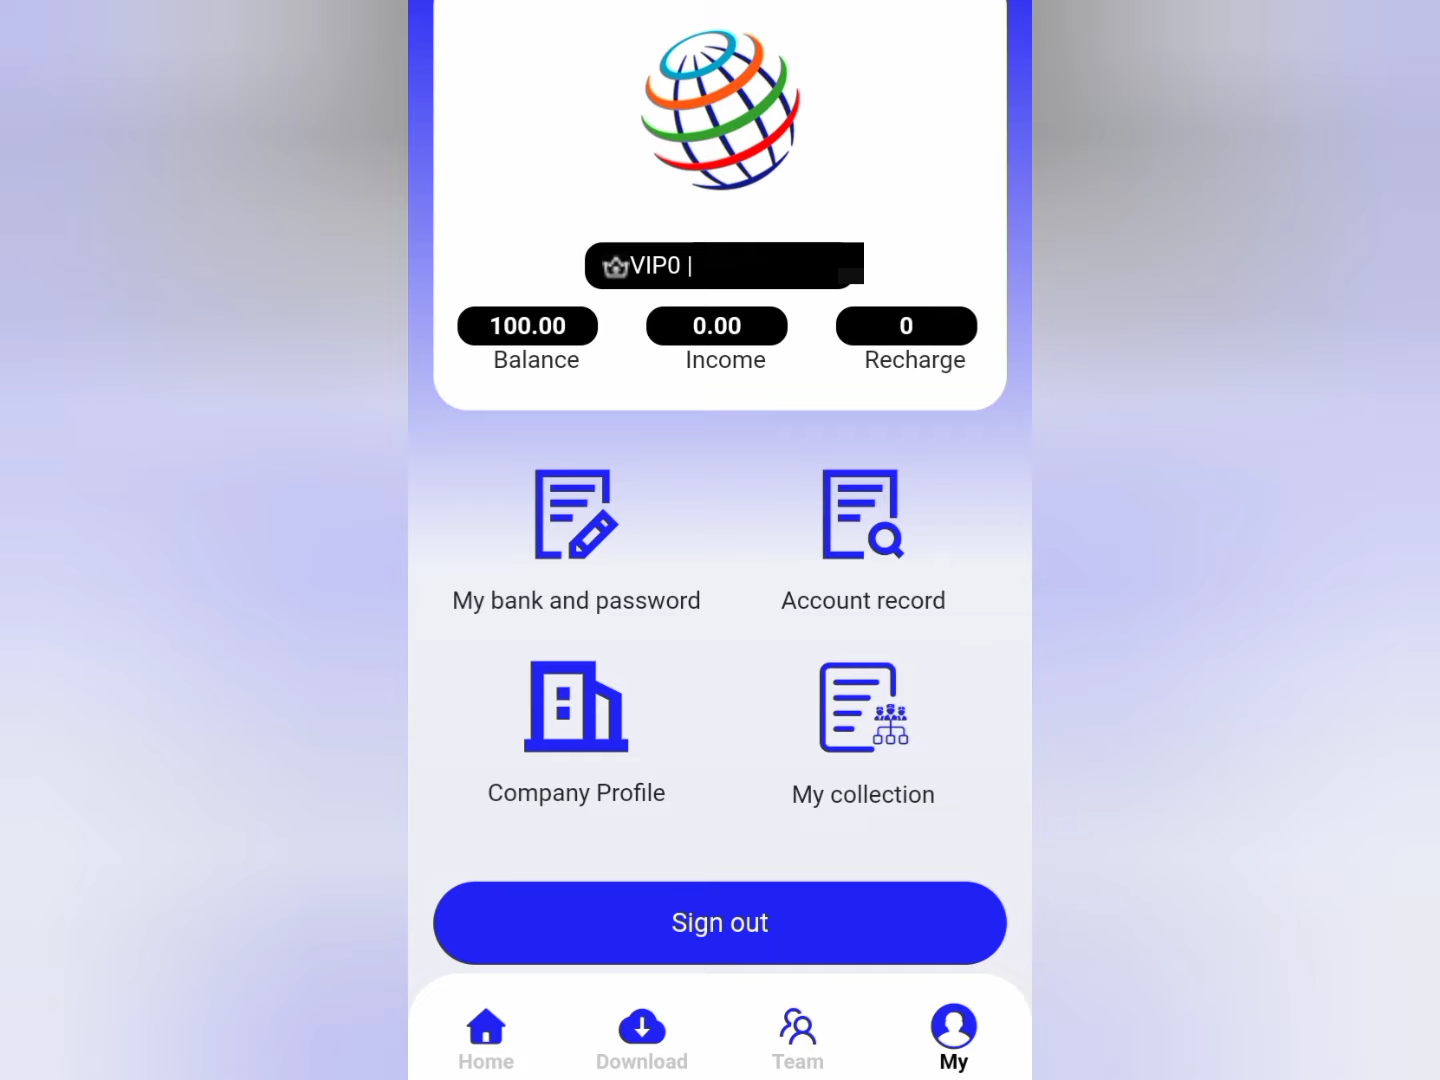 VIP0 |
100.00 0.00 0
Balance Income Recharge
My bank and password Account record
Company Profile My collection
Sign out
Home Download Team My